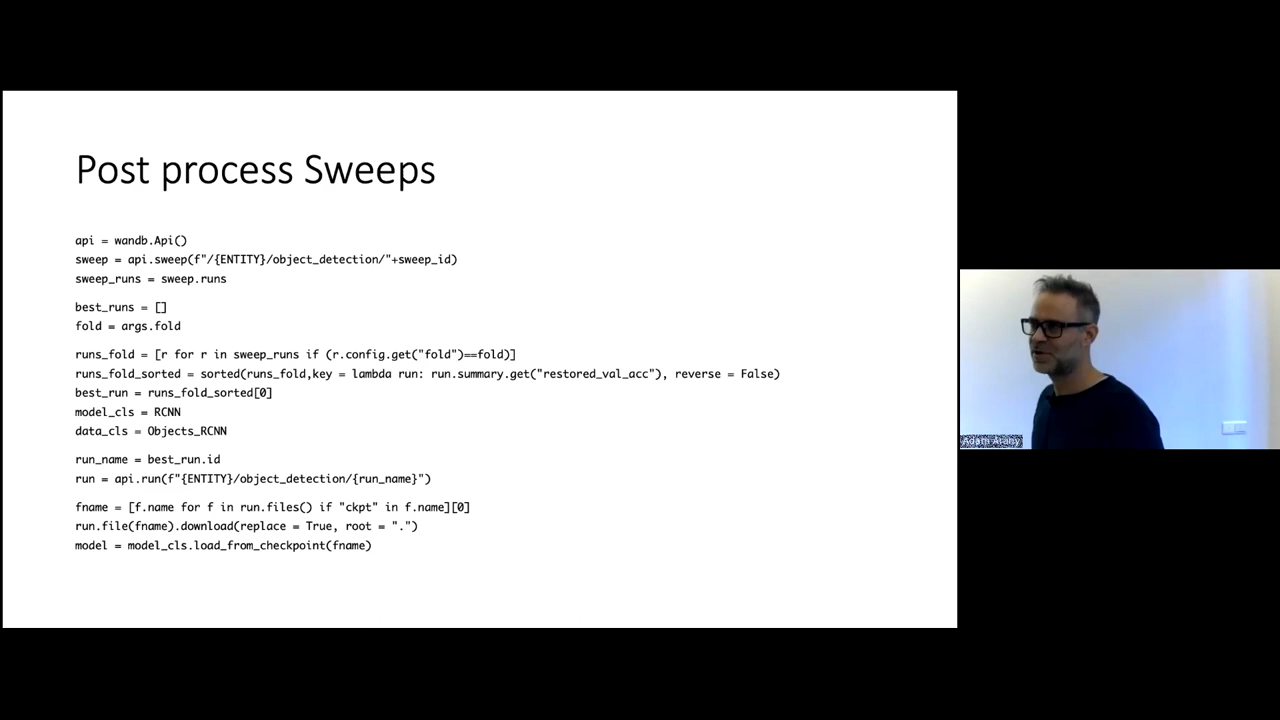 Post process Sweeps
api = wandb.Api()
sweep = api.sweep(f"/{ENTITY}/object_detection/"+sweep_id)
sweep_runs = sweep.runs
best_runs = []
fold = args.fold
runs_fold = [r for r in sweep_runs if (r.config.get("fold")==fold)]
runs_fold_sorted = sorted(runs_fold,key = lambda run: run.summary.get("restored_val_acc"), reverse = False)
best_run = runs_fold_sorted[0]
model_cls = RCNN
data_cls = Objects_RCNN
run_name = best_run.id
run = api.run(f"{ENTITY}/object_detection/{run_name}")
fname = [f.name for f in run.files() if "ckpt" in f.name][0]
run.file(fname).download(replace = True, root = ".")
model = model_cls.load_from_checkpoint(fname)
Adam Arany